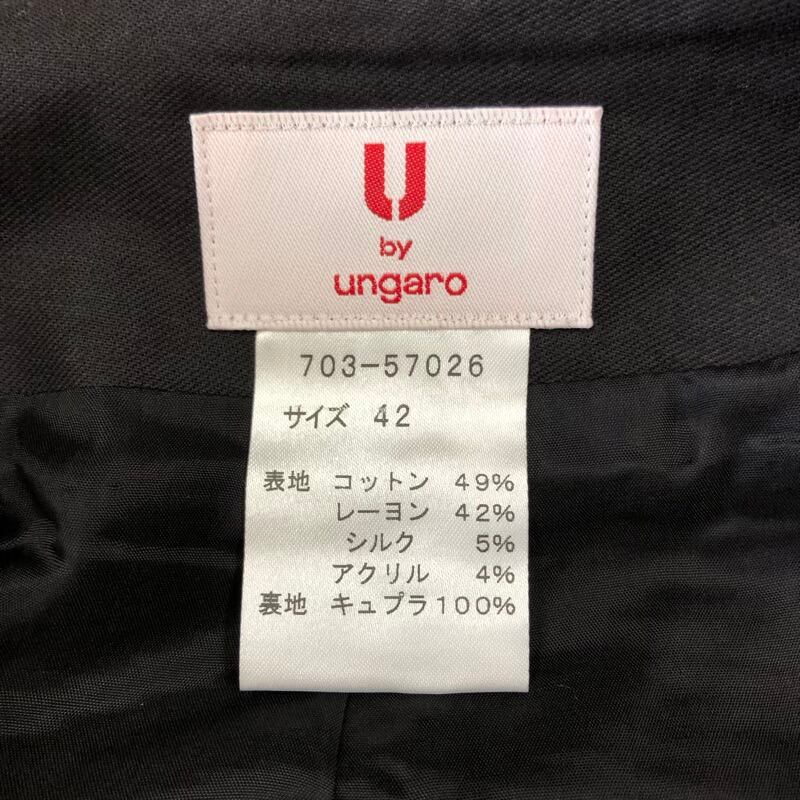 U
by
ungaro
703-57026
サイズ 42
表地 コットン 49%
レーヨン 42%
シルク 5%
アクリル 4%
裏地 キュプラ100%